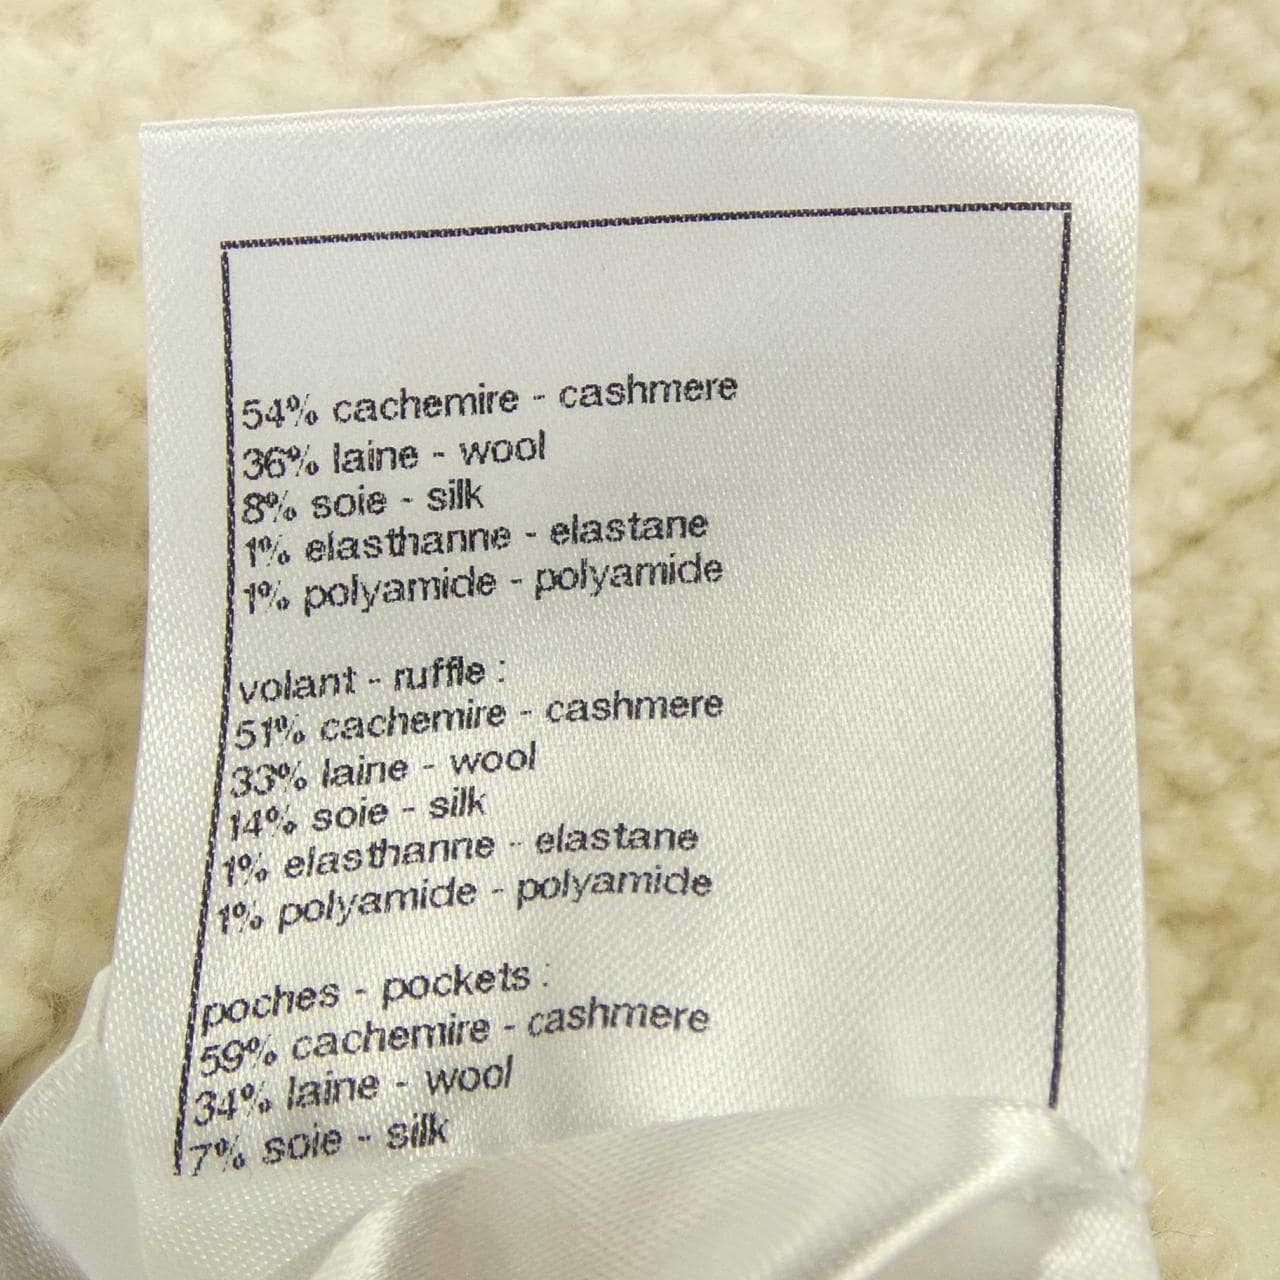 54% cachemire - cashmere
36% laine - wool
8% soie - silk
1% elasthanne - elastane
1% polyamide - polyamide
volant - ruffle :
51% cachemire - cashmere
33% laine - wool
14% soie - silk
1% elasthanne - elastane
1% polyamide - polyamide
poches - pockets :
59% cachemire - cashmere
34% laine - wool
7% soie - silk